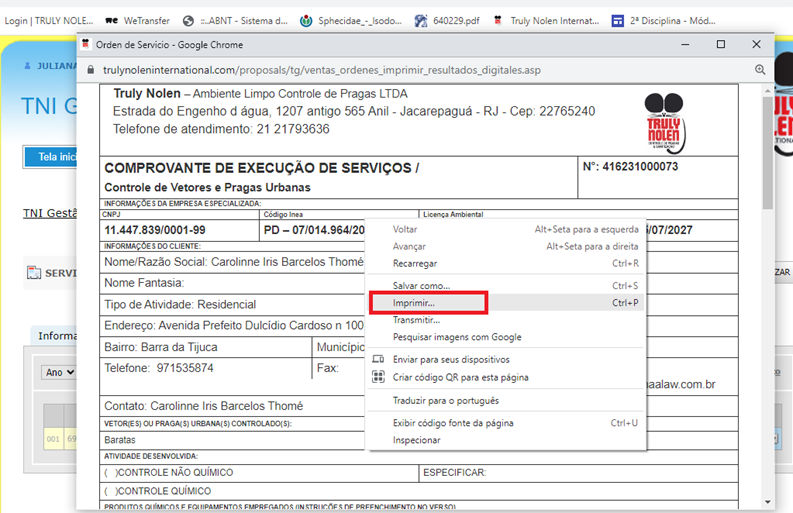 Login | TRULY NOLE...
WeTransfer
::..ABNT - Sistema d...
Sphecidae_-_Isodo...
640229.pdf
Truly Nolen Internat...
2ª Disciplina - Mód...
Orden de Servicio - Google Chrome
JULIANA
trulynoleninternational.com/proposals/tg/ventas_ordenes_imprimir_resultados_digitales.asp
Truly Nolen – Ambiente Limpo Controle de Pragas LTDA
Estrada do Engenho d água, 1207 antigo 565 Anil - Jacarepaguá - RJ - Cep: 22765240
Telefone de atendimento: 21 21793636
TRULY
NOLEN
TNI G
Tela inici
COMPROVANTE DE EXECUÇÃO DE SERVIÇOS /
Controle de Vetores e Pragas Urbanas
N°: 416231000073
INFORMAÇÕES DA EMPRESA ESPECIALIZADA:
CNPJ
Código Inea
Licença Ambiental
TNI Gestã
11.447.839/0001-99
PD – 07/014.964/20
/07/2027
INFORMAÇÕES DO CLIENTE:
Nome/Razão Social: Carolinne Iris Barcelos Thomé
SERVI
ZAR
Nome Fantasia:
Tipo de Atividade: Residencial
Endereço: Avenida Prefeito Dulcídio Cardoso n 100
Informa
Bairro: Barra da Tijuca
Município
Telefone: 971535874
Fax:
Ano
naalaw.com.br
Contato: Carolinne Iris Barcelos Thomé
VETOR(ES) OU PRAGA(S) URBANA(S) CONTROLADO(S):
001
69
Baratas
ATIVIDADE DESENVOLVIDA:
( )CONTROLE NÃO QUÍMICO
ESPECIFICAR:
( )CONTROLE QUÍMICO
PRODUTOS QUÍMICOS E EQUIPAMENTOS EMPREGADOS (INSTRUÇÕES DE PREENCHIMENTO NO VERSO)
Voltar Alt+Seta para a esquerda
Avançar Alt+Seta para a direita
Recarregar Ctrl+R
Salvar como... Ctrl+S
Imprimir... Ctrl+P
Transmitir...
Pesquisar imagens com Google
Enviar para seus dispositivos
Criar código QR para esta página
Traduzir para o português
Exibir código fonte da página Ctrl+U
Inspecionar